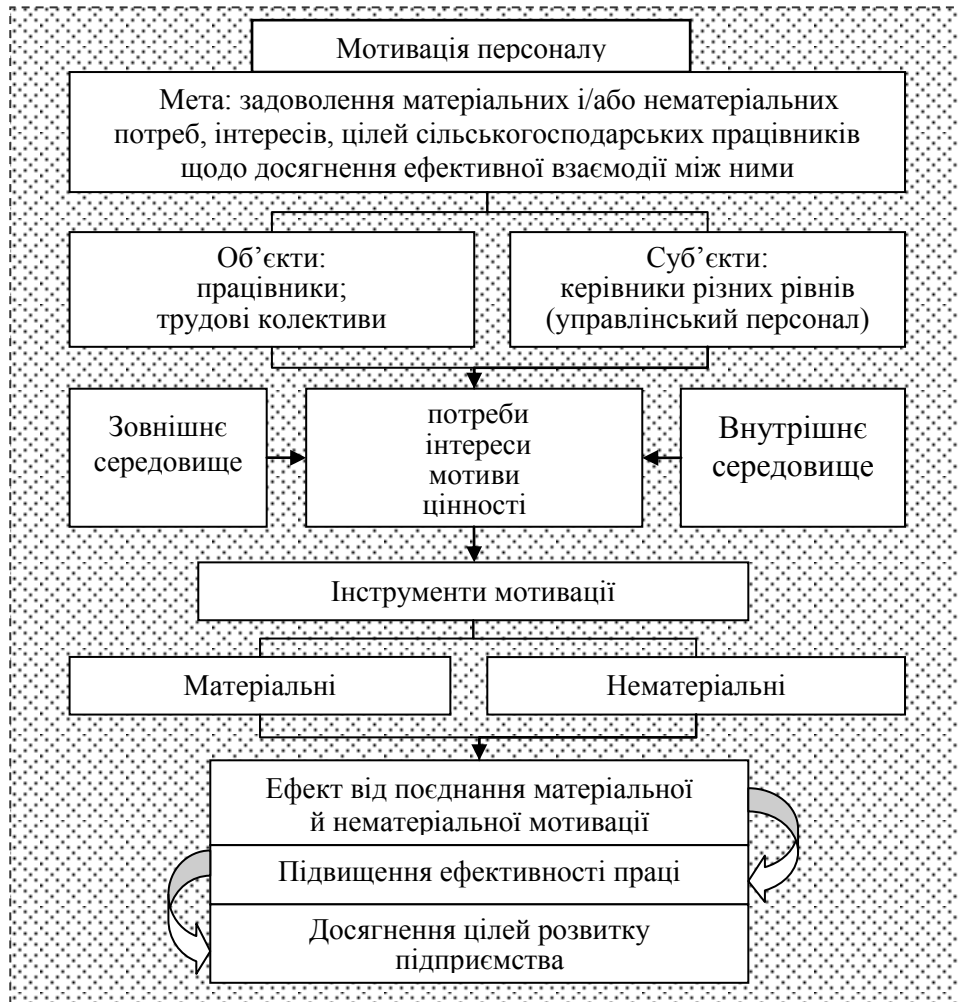 Мотивація персоналу
Мета: задоволення матеріальних і/або нематеріальних
потреб, інтересів, цілей сільськогосподарських працівників
щодо досягнення ефективної взаємодії між ними
Об’єкти:
працівники;
трудові колективи
Суб’єкти:
керівники різних рівнів
(управлінський персонал)
Зовнішнє
середовище
потреби
інтереси
мотиви
цінності
Внутрішнє
середовище
Інструменти мотивації
Матеріальні
Нематеріальні
Ефект від поєднання матеріальної
й нематеріальної мотивації
Підвищення ефективності праці
Досягнення цілей розвитку
підприємства